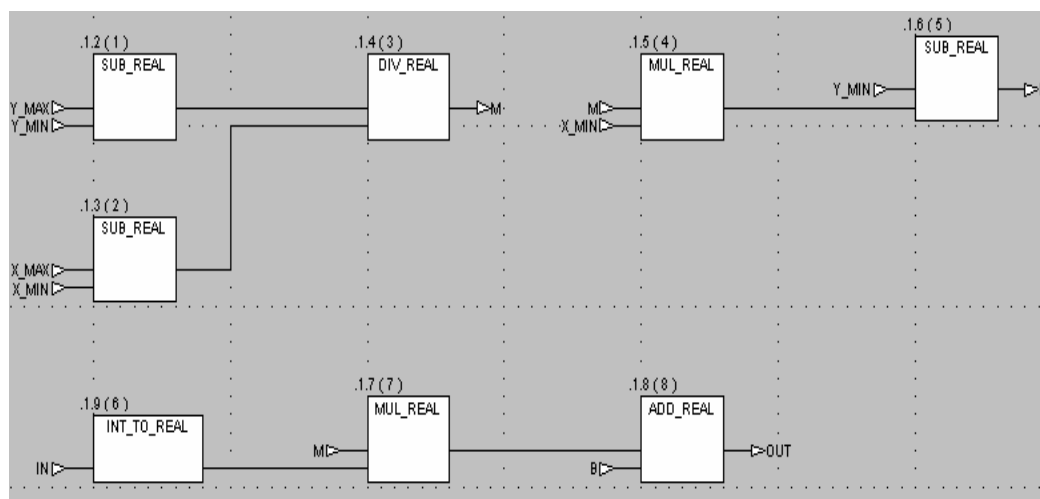 .1.2 (1)
SUB_REAL
Y_MAX
Y_MIN
.1.4 (3)
DIV_REAL
M
.1.5 (4)
MUL_REAL
M
X_MIN
.1.6 (5)
SUB_REAL
Y_MIN
.1.3 (2)
SUB_REAL
X_MAX
X_MIN
.1.9 (6)
INT_TO_REAL
IN
.1.7 (7)
MUL_REAL
M
.1.8 (8)
ADD_REAL
B
OUT